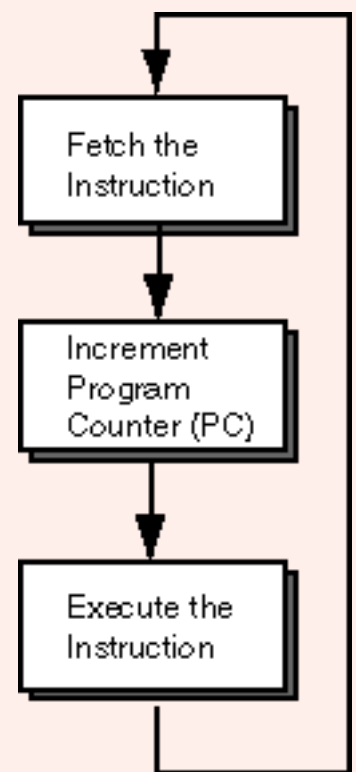 Fetch the
Instruction
Increment
Program
Counter (PC)
Execute the
Instruction